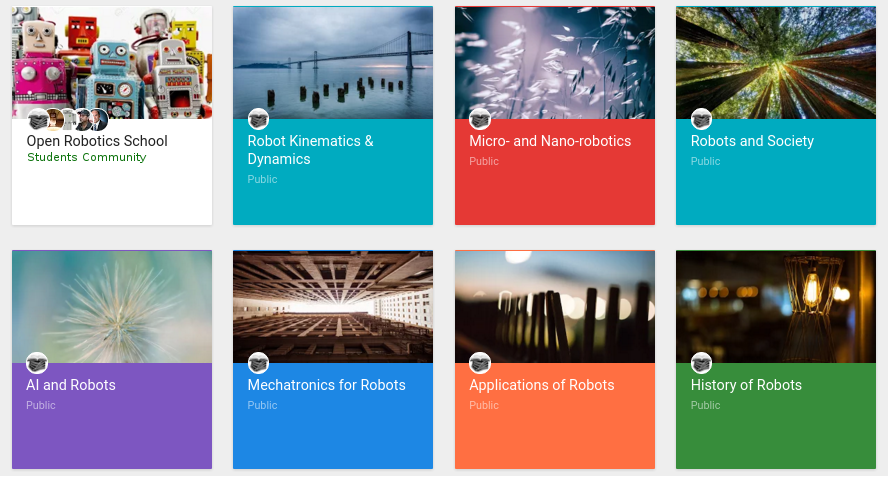 Open Robotics School
Students Community
Robot Kinematics &
Dynamics
Public
Micro- and Nano-robotics
Public
Robots and Society
Public
AI and Robots
Public
Mechatronics for Robots
Public
Applications of Robots
Public
History of Robots
Public